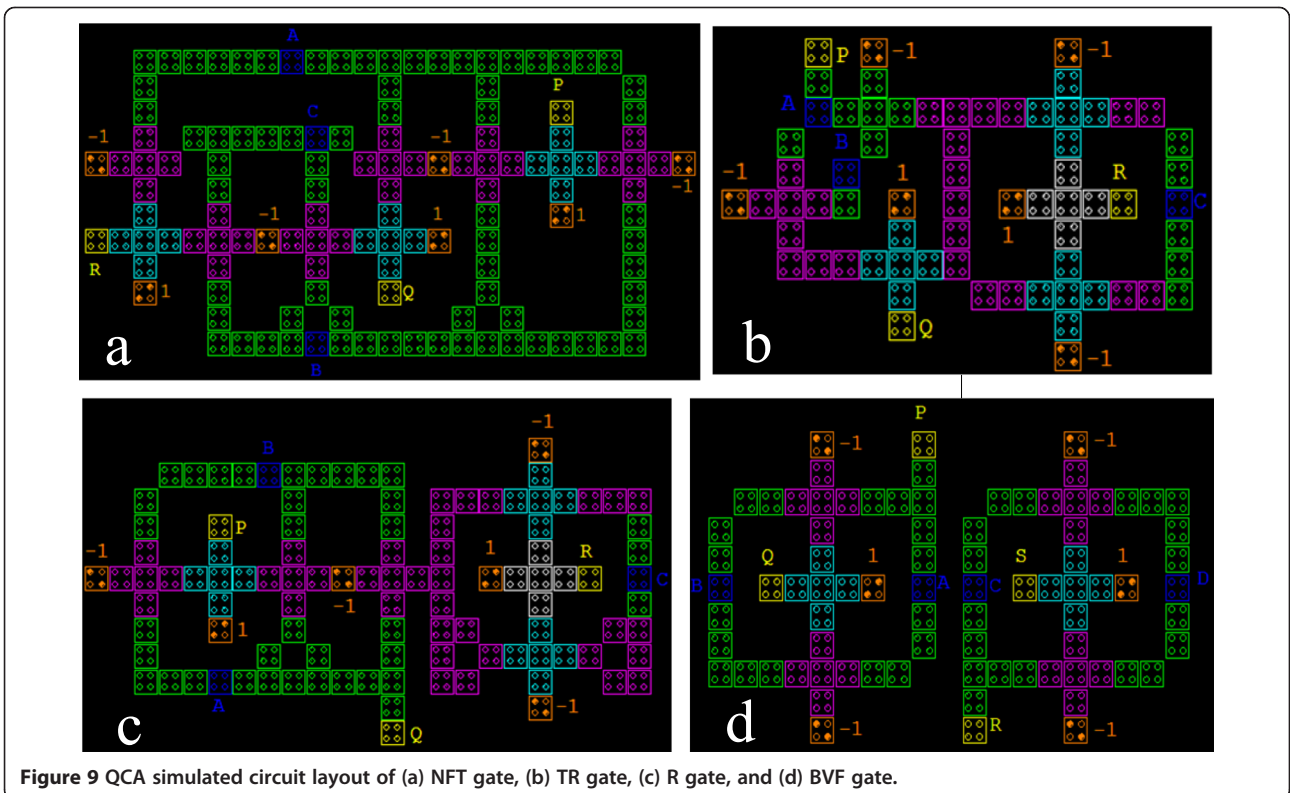 A
P
C
-1
-1
-1
-1
1
1
R
Q
1
B
a
P
-1
-1
A
B
-1
1
R
C
1
Q
-1
b
B
-1
P
-1
1
R
C
-1
1
A
-1
Q
c
P
-1
-1
Q
1
S
1
B
A
C
D
R
-1
-1
d
Figure 9 QCA simulated circuit layout of (a) NFT gate, (b) TR gate, (c) R gate, and (d) BVF gate.